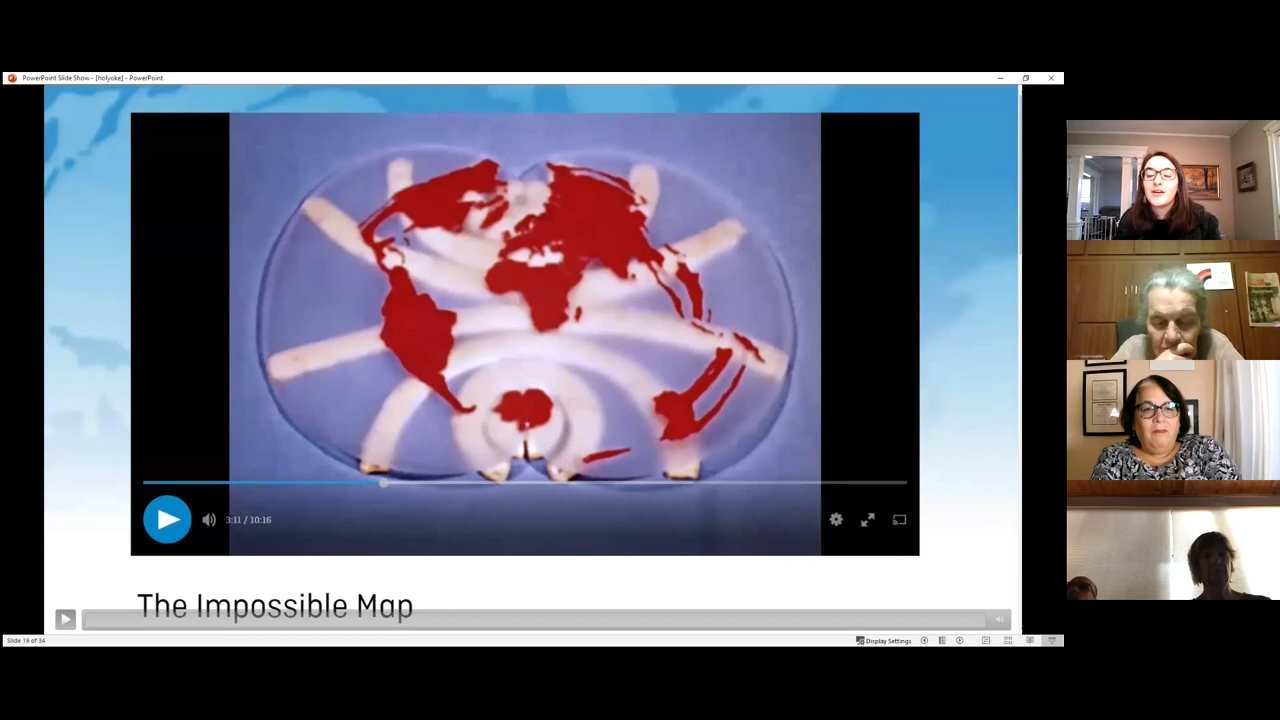 PowerPoint Slide Show - [holyoke] - PowerPoint
3:11 / 10:16
The Impossible Map
Slide 19 of 34
Display Settings